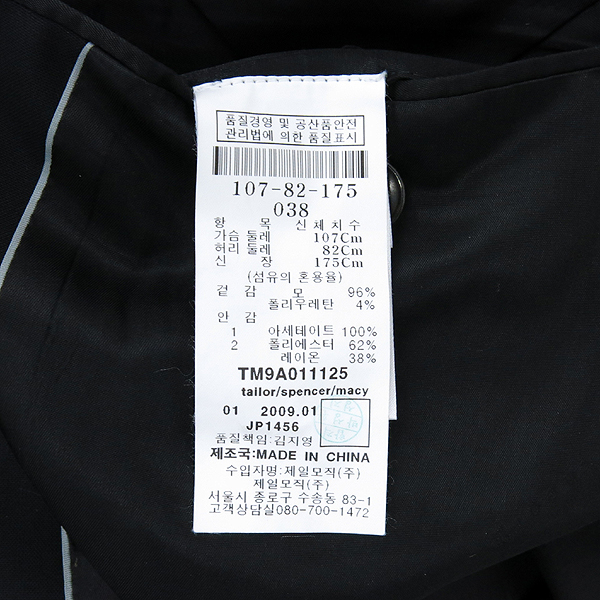 품질경영 및 공산품안전
관리법에 의한 품질표시
107-82-175
038
항 목 신체치수
가슴둘레 107Cm
허리둘레 82Cm
신 장 175Cm
(섬유의 혼용율)
겉 감 모 96%
폴리우레탄 4%
안 감
1 아세테이트 100%
2 폴리에스터 62%
레이온 38%
TM9A011125
tailor/spencer/macy
01 2009.01
JP1456
품질책임:김지영
제조국:MADE IN CHINA
수입자명:제일모직(주)
제일모직(주)
서울시 종로구 수송동 83-1
고객상담실080-700-1472